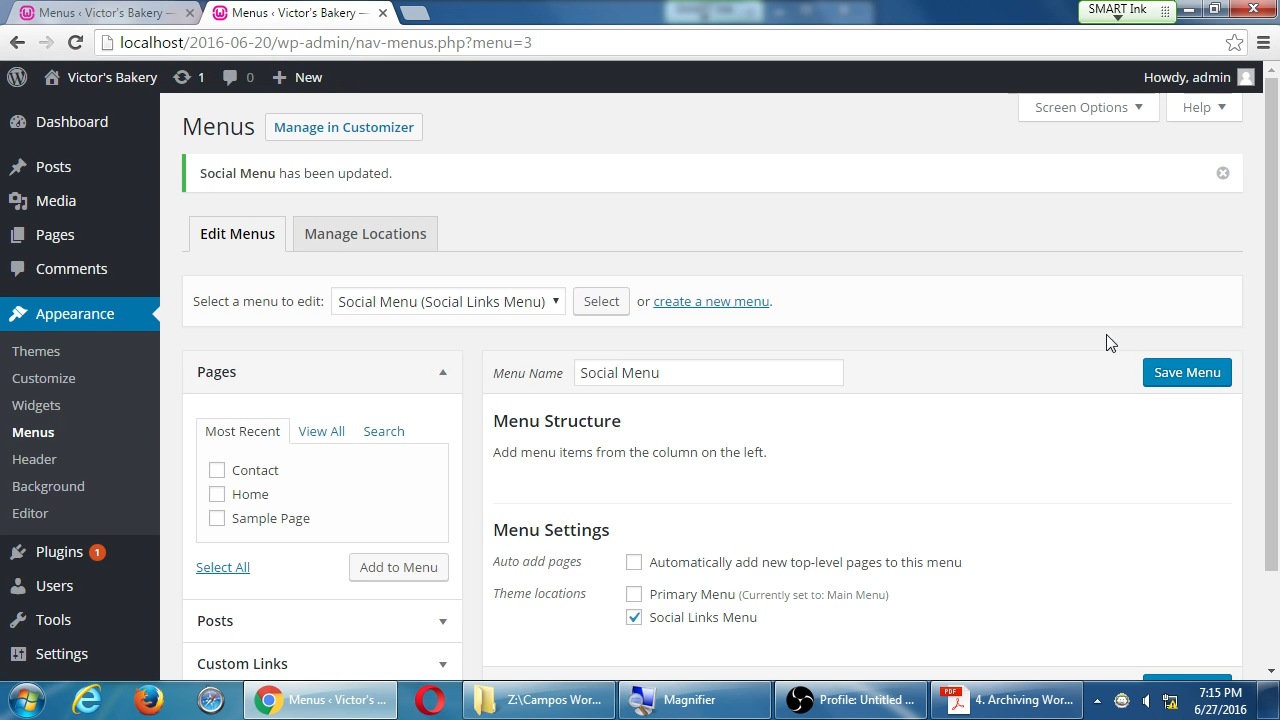 Menus ‹ Victor's Bakery —
Menus ‹ Victor's Bakery —
SMART Ink
localhost/2016-06-20/wp-admin/nav-menus.php?menu=3
Victor's Bakery
1
0
New
Howdy, admin
Dashboard
Posts
Media
Pages
Comments
Appearance
Themes
Customize
Widgets
Menus
Header
Background
Editor
Plugins 1
Users
Tools
Settings
Screen Options
Help
Menus
Manage in Customizer
Social Menu has been updated.
Edit Menus
Manage Locations
Select a menu to edit: Social Menu (Social Links Menu) Select or create a new menu.
Pages
Most Recent View All Search
Contact
Home
Sample Page
Select All
Add to Menu
Posts
Custom Links
Menu Name Social Menu
Save Menu
Menu Structure
Add menu items from the column on the left.
Menu Settings
Auto add pages
Automatically add new top-level pages to this menu
Theme locations
Primary Menu (Currently set to: Main Menu)
Social Links Menu
Menus ‹ Victor's ...
Z:\Campos Wor...
Magnifier
Profile: Untitled ...
PDF
4. Archiving Wor...
7:15 PM
6/27/2016